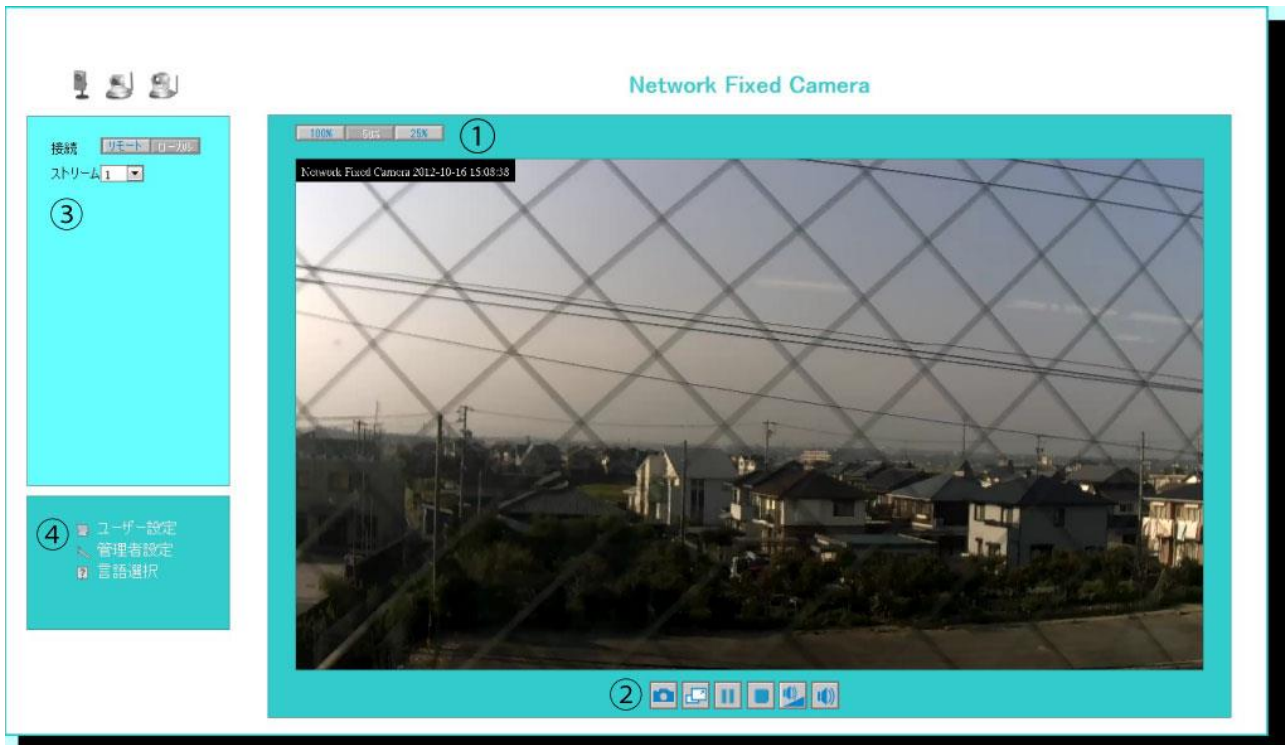 Network Fixed Camera
接続 リモート ローカル
ストリーム 1
③
100% 50% 25% ①
Network Fixed Camera 2012-10-16 15:08:38
④ ユーザー設定
管理者設定
? 言語選択
②